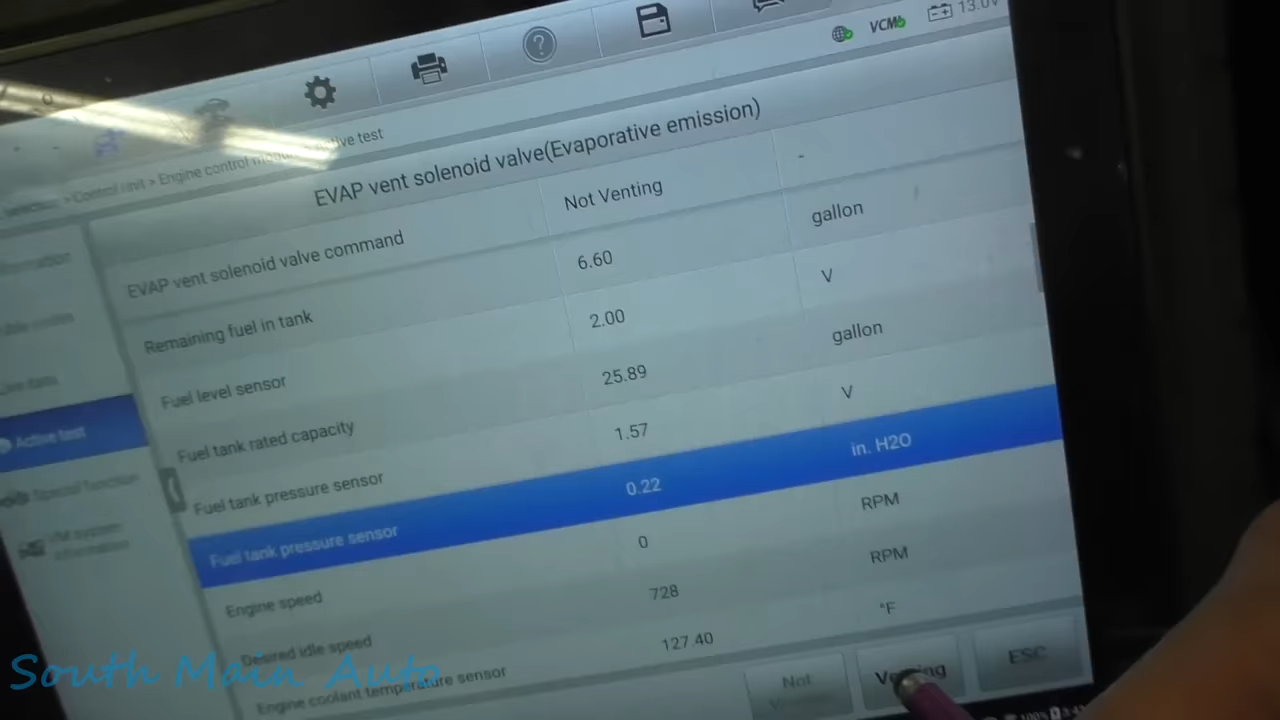 VCMI 13.0V
Control unit > Engine control module > Active test
EVAP vent solenoid valve(Evaporative emission)
EVAP vent solenoid valve command Not Venting -
Remaining fuel in tank 6.60 gallon
Fuel level sensor 2.00 V
Fuel tank rated capacity 25.89 gallon
Fuel tank pressure sensor 1.57 V
Fuel tank pressure sensor 0.22 in. H2O
Engine speed 0 RPM
Desired idle speed 728 RPM
Engine coolant temperature sensor 127.40 °F
Active test
Special function
Not Venting ESC
100%
South Main Auto